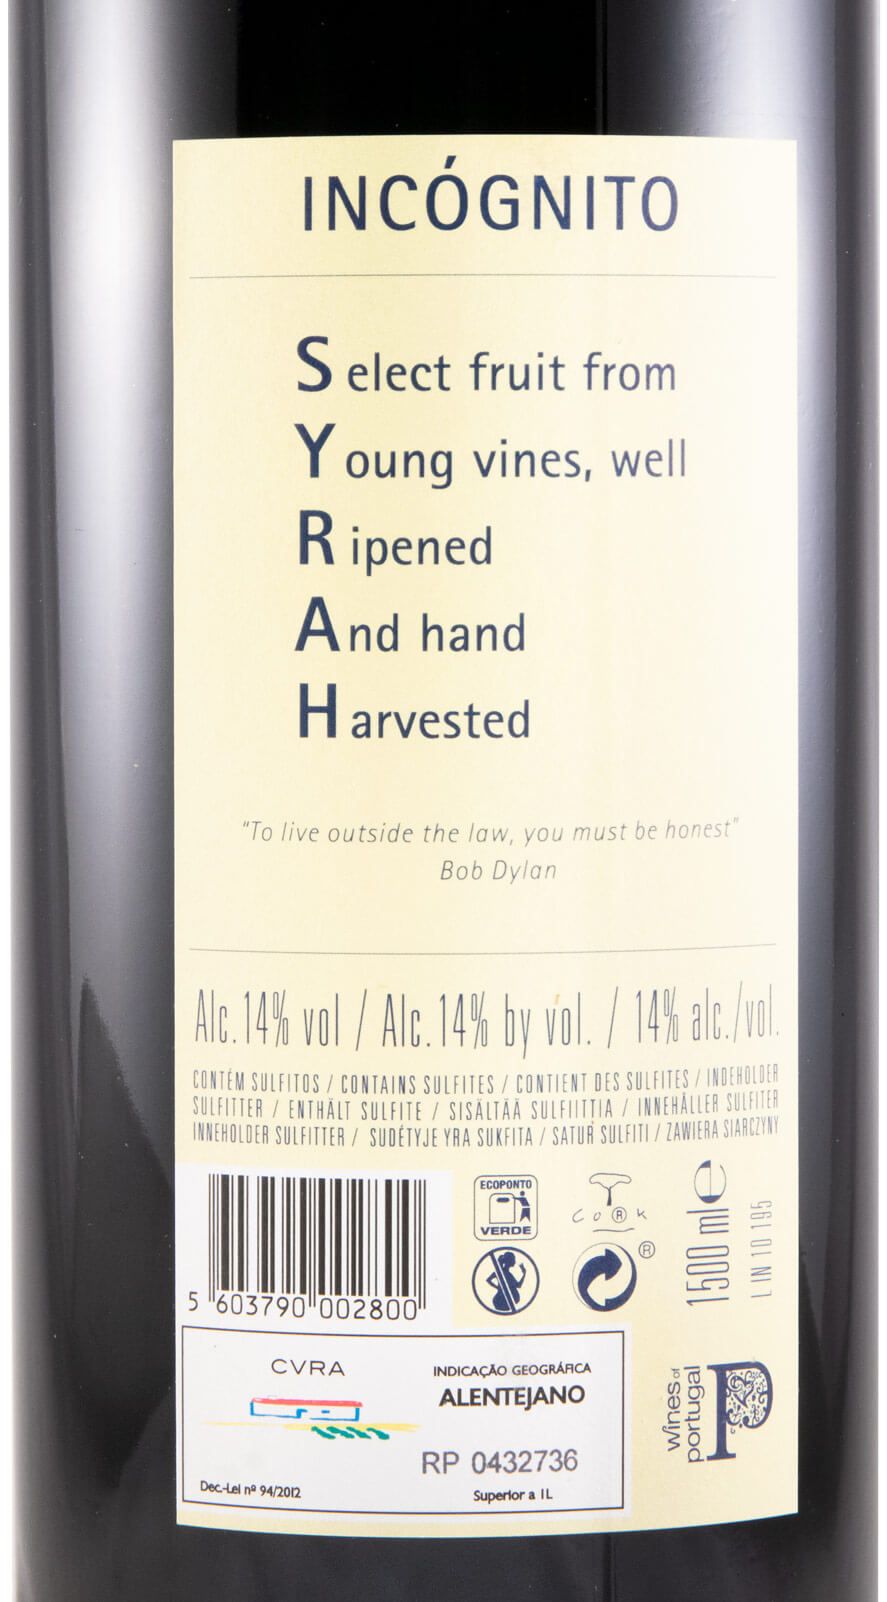 INCÓGNITO
Select fruit from
Young vines, well
Ripened
And hand
Harvested
"To live outside the law, you must be honest"
Bob Dylan
Alc.14% vol / Alc.14% by vol. / 14% alc./vol.
CONTÉM SULFITOS / CONTAINS SULFITES / CONTIENT DES SULFITES / INDEHOLDER
SULFITTER / ENTHÄLT SULFITE / SISÄLTÄÄ SULFIITTIA / INNEHÅLLER SULFITER
INNEHOLDER SULFITTER / SUDĖTYJE YRA SUKFITA / SATUR SULFITI / ZAWIERA SIARCZYNY
ECOPONTO
VERDE
CORK
®
1500 ml e
L IN 10 195
5 603790 002800
CVRA
INDICAÇÃO GEOGRÁFICA
ALENTEJANO
RP 0432736
Dec.-Lei nº 94/2012
Superior a 1L
wines of
portugal
P